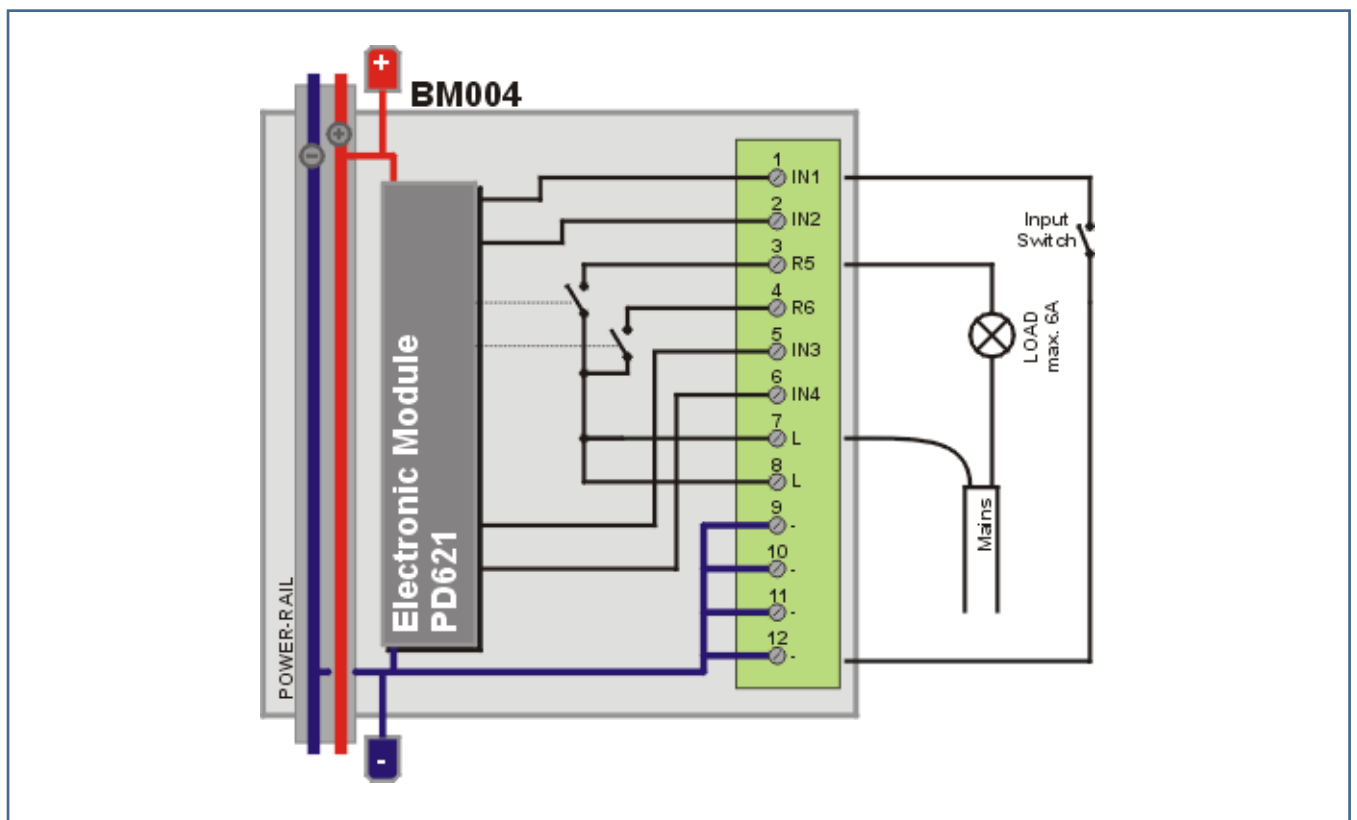 +
BM004
-
+
POWER-RAIL
Electronic Module
PD621
1
IN1
2
IN2
3
R5
4
R6
5
IN3
6
IN4
7
L
8
L
9
-
10
-
11
-
12
-
Input
Switch
LOAD
max. 6A
Mains
-